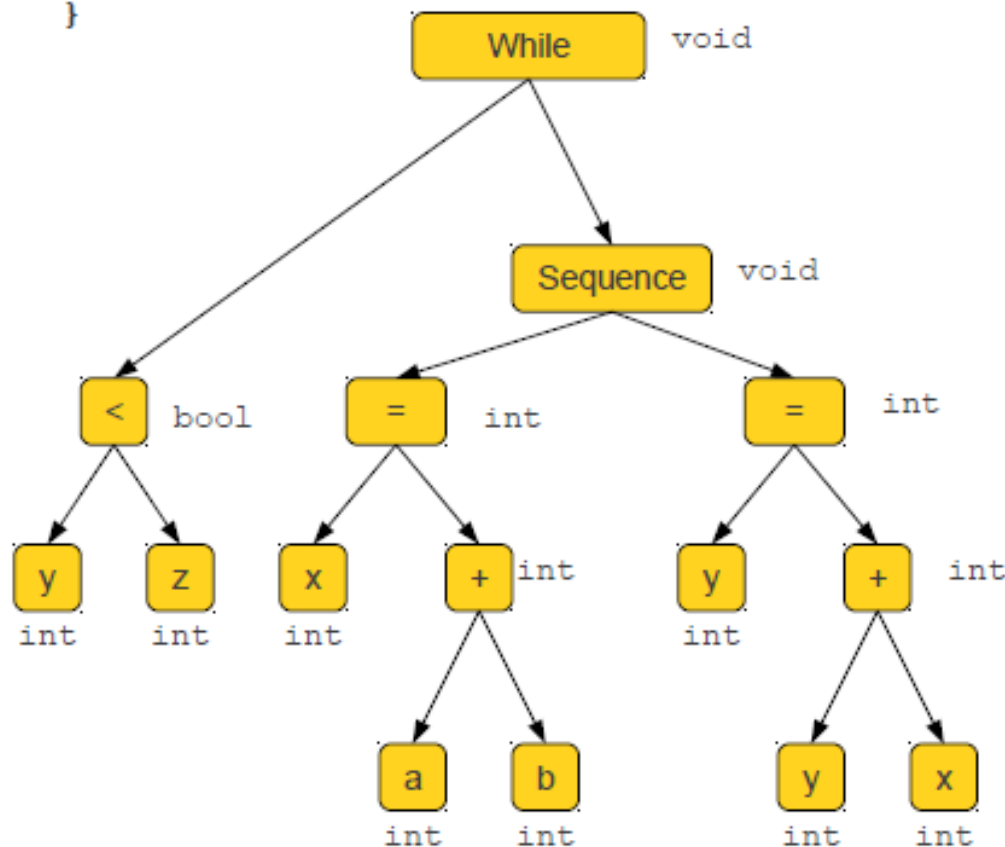 }
While void
Sequence void
< bool = int = int
y z x + int y + int
int int int int
a b y x
int int int int